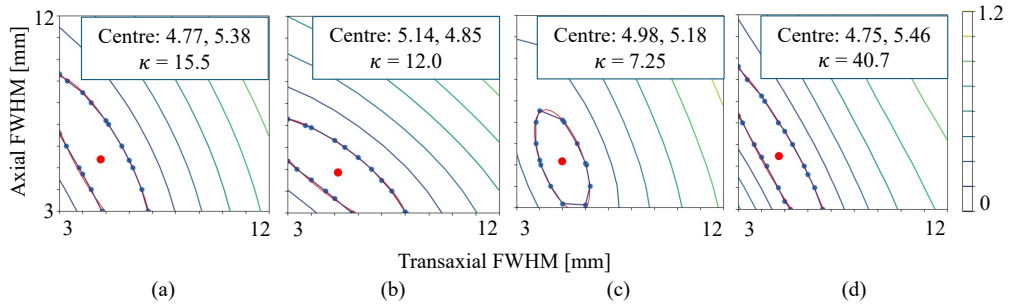 12
Centre: 4.77, 5.38
κ = 15.5
Centre: 5.14, 4.85
κ = 12.0
Centre: 4.98, 5.18
κ = 7.25
Centre: 4.75, 5.46
κ = 40.7
1.2
0
Axial FWHM [mm]
3
3
12
3
12
3
12
3
12
Transaxial FWHM [mm]
(a)
(b)
(c)
(d)